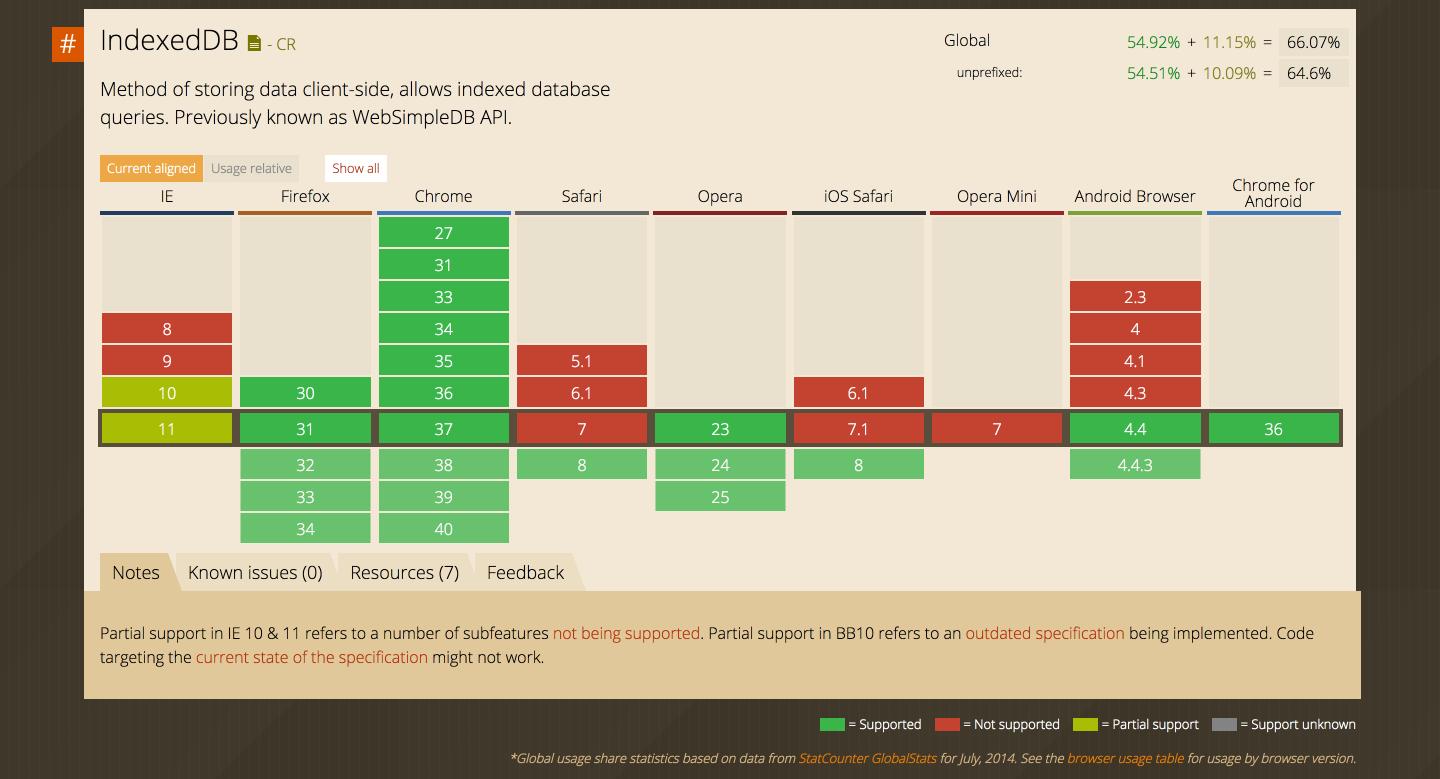 # IndexedDB - CR
Global 54.92% + 11.15% = 66.07%
unprefixed: 54.51% + 10.09% = 64.6%
Method of storing data client-side, allows indexed database
queries. Previously known as WebSimpleDB API.
Current aligned Usage relative Show all
IE Firefox Chrome Safari Opera iOS Safari Opera Mini Android Browser Chrome for
Android
27
31
33 2.3
8 34 4
9 35 5.1 4.1
10 30 36 6.1 6.1 4.3
11 31 37 7 23 7.1 7 4.4 36
32 38 8 24 8 4.4.3
33 39 25
34 40
Notes Known issues (0) Resources (7) Feedback
Partial support in IE 10 & 11 refers to a number of subfeatures not being supported. Partial support in BB10 refers to an outdated specification being implemented. Code
targeting the current state of the specification might not work.
= Supported = Not supported = Partial support = Support unknown
*Global usage share statistics based on data from StatCounter GlobalStats for July, 2014. See the browser usage table for usage by browser version.